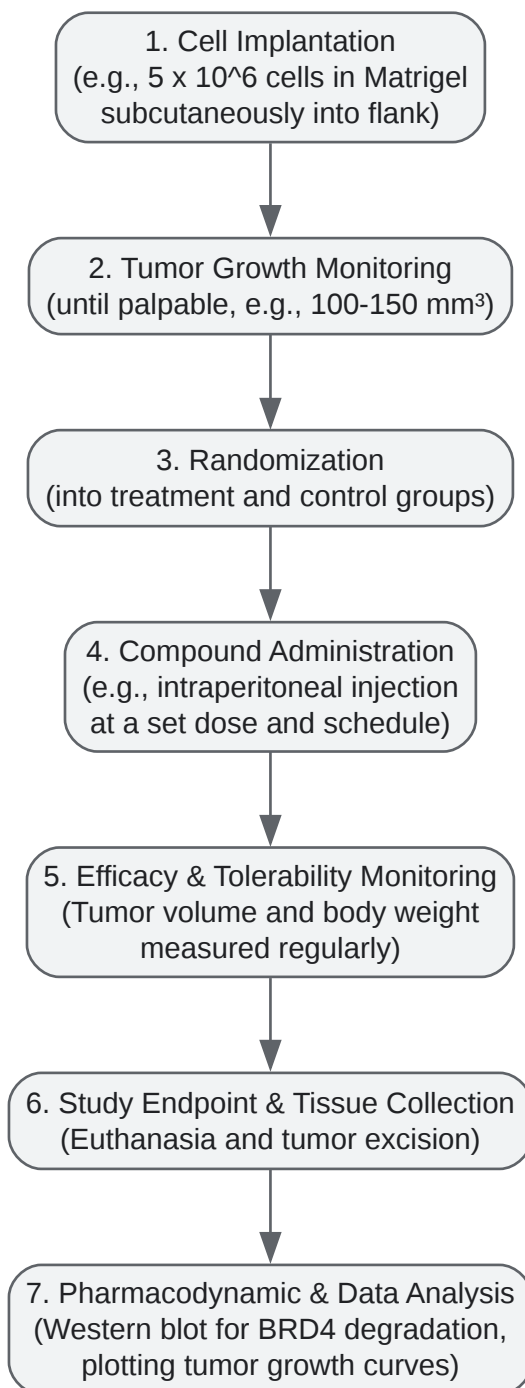 1. Cell Implantation
(e.g., 5 x 10^6 cells in Matrigel
subcutaneously into flank)
2. Tumor Growth Monitoring
(until palpable, e.g., 100-150 mm³)
3. Randomization
(into treatment and control groups)
4. Compound Administration
(e.g., intraperitoneal injection
at a set dose and schedule)
5. Efficacy & Tolerability Monitoring
(Tumor volume and body weight
measured regularly)
6. Study Endpoint & Tissue Collection
(Euthanasia and tumor excision)
7. Pharmacodynamic & Data Analysis
(Western blot for BRD4 degradation,
plotting tumor growth curves)